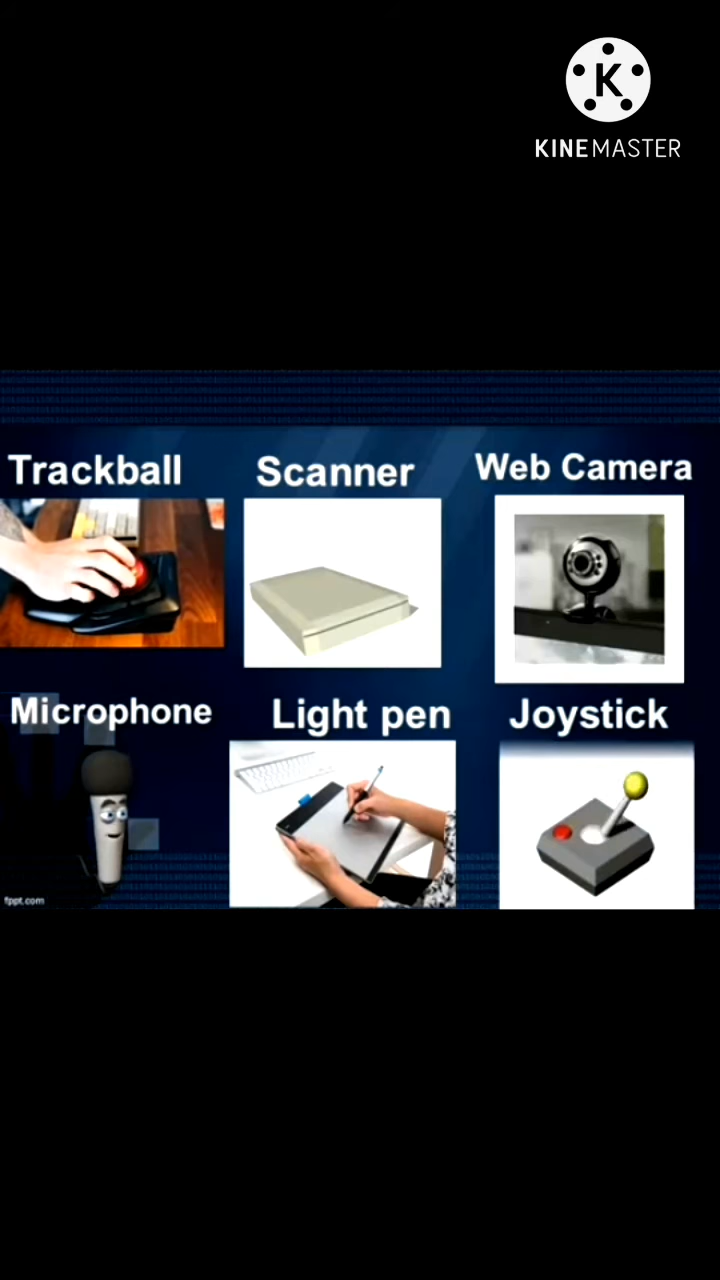 K
KINEMASTER
Trackball
Scanner
Web Camera
Microphone
Light pen
Joystick
fppt.com